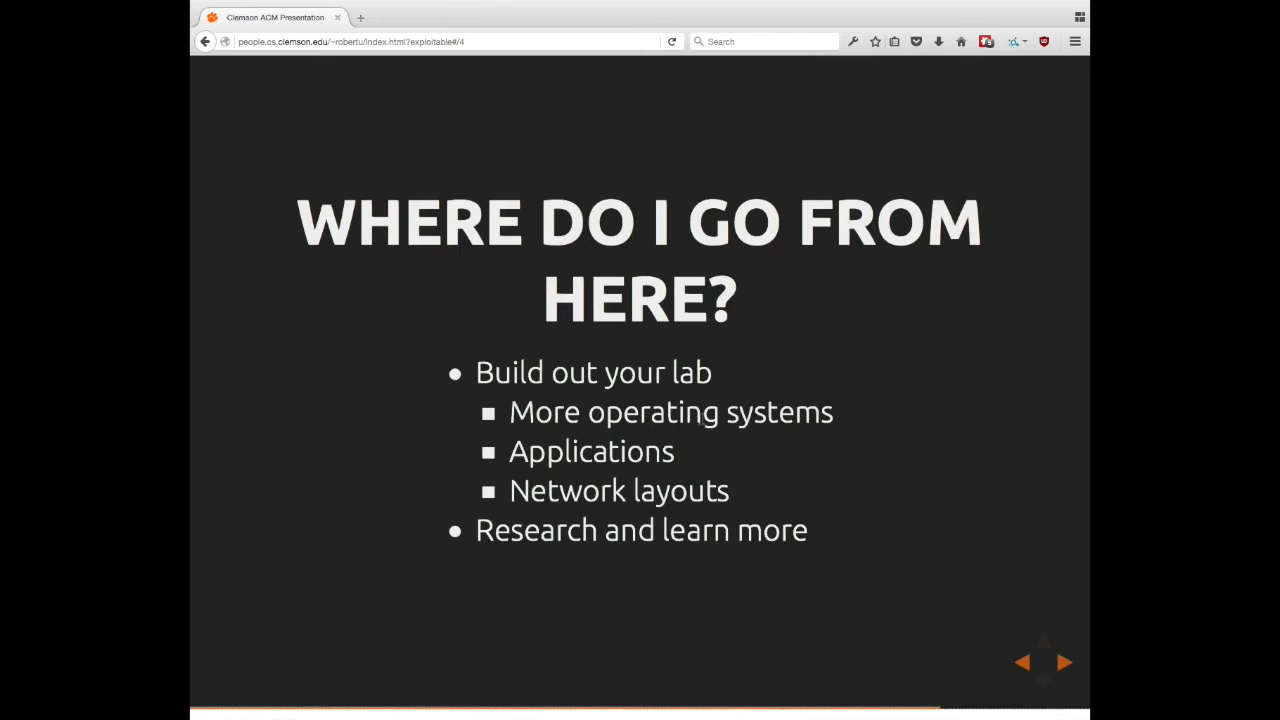 Clemson ACM Presentation
people.cs.clemson.edu/~robertu/index.html?exploitable#/4
Search
WHERE DO I GO FROM
HERE?
Build out your lab
More operating systems
Applications
Network layouts
Research and learn more